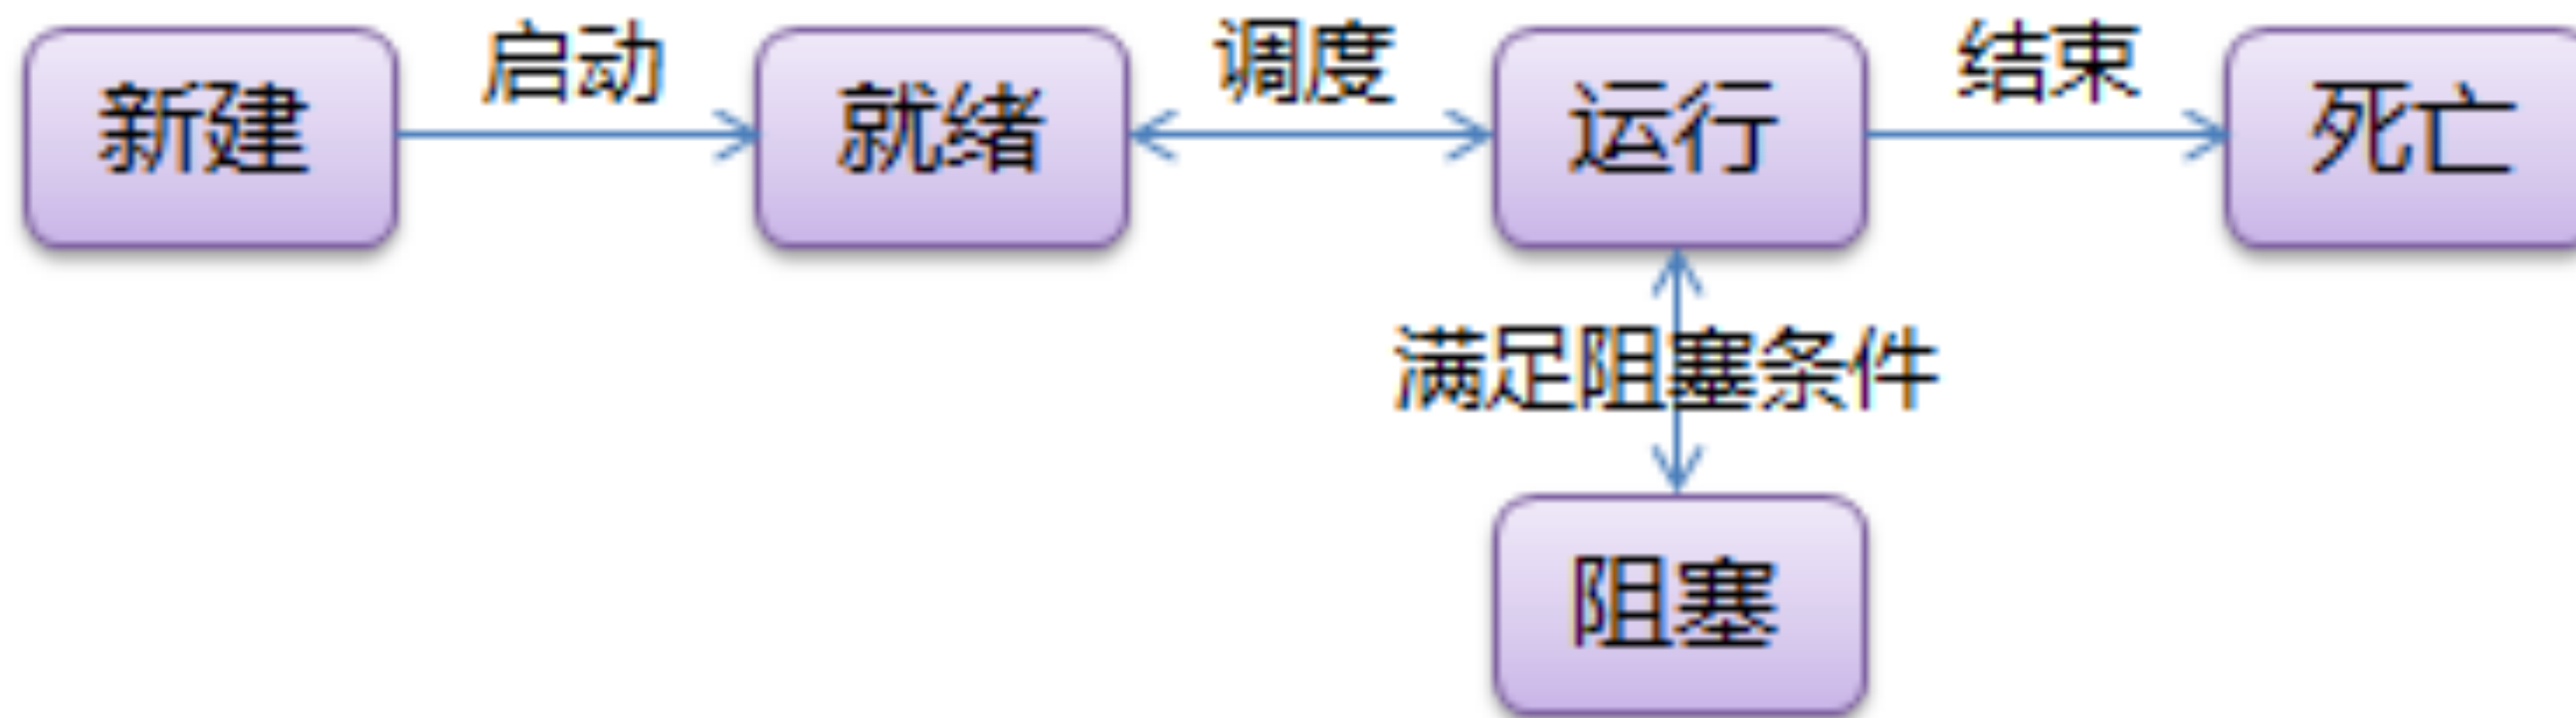 启动
调度
结束
新建
就绪
运行
死亡
满足阻塞条件
阻塞